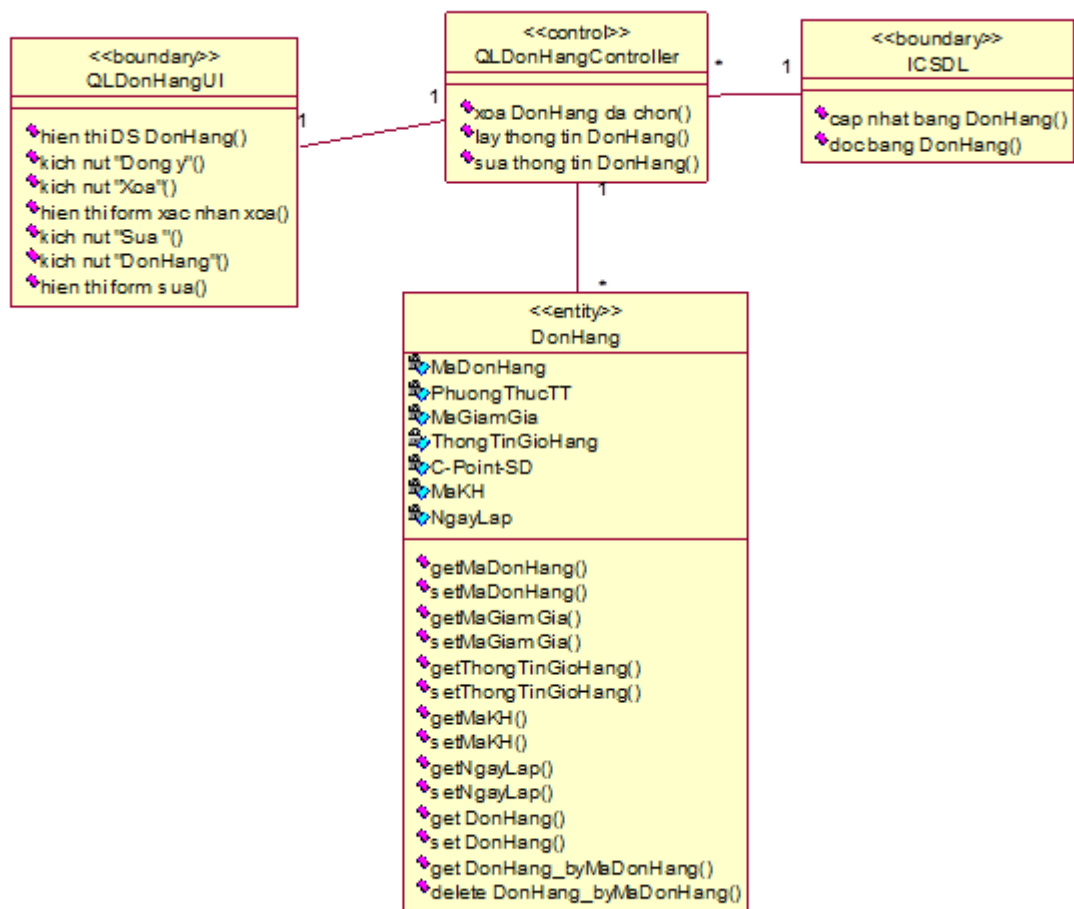 <<boundary>>
QLDonHangUI
hien thi DS DonHang()
kich nut "Dong y"()
kich nut "Xoa"()
hien thi form xac nhan xoa()
kich nut "Sua "()
kich nut "DonHang"()
hien thi form sua()
1
1
<<control>>
QLDonHangController
xoa DonHang da chon()
lay thong tin DonHang()
sua thong tin DonHang()
*
1
<<boundary>>
ICSDL
cap nhat bang DonHang()
doc bang DonHang()
1
*
<<entity>>
DonHang
MaDonHang
PhuongThucTT
MaGiamGia
ThongTinGioHang
C-Point-SD
MaKH
NgayLap
getMaDonHang()
setMaDonHang()
getMaGiamGia()
setMaGiamGia()
getThongTinGioHang()
setThongTinGioHang()
getMaKH()
setMaKH()
getNgayLap()
setNgayLap()
get DonHang()
set DonHang()
get DonHang_byMaDonHang()
delete DonHang_byMaDonHang()